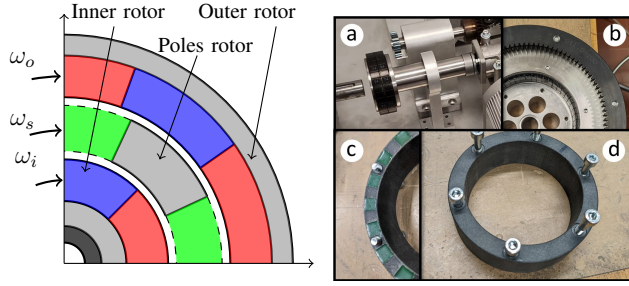 Inner rotor
Outer rotor
Poles rotor
ω_o
ω_s
ω_i
a
b
c
d